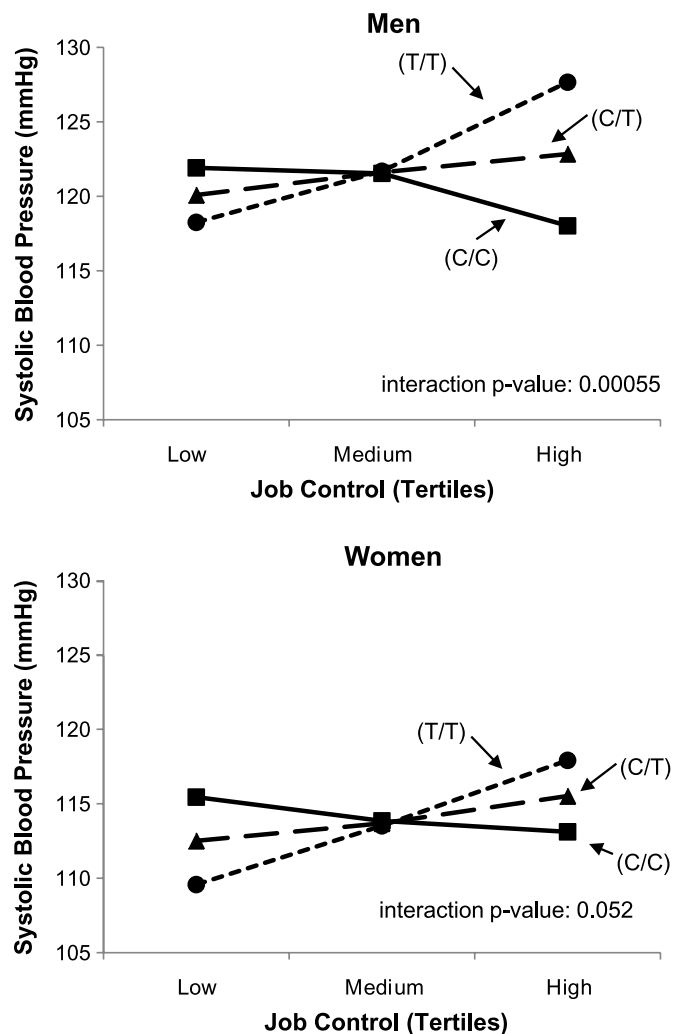 Men
130
125
120
115
110
105
Systolic Blood Pressure (mmHg)
(T/T)
(C/T)
(C/C)
interaction p-value: 0.00055
Low Medium High
Job Control (Tertiles)
Women
130
125
120
115
110
105
Systolic Blood Pressure (mmHg)
(T/T)
(C/T)
(C/C)
interaction p-value: 0.052
Low Medium High
Job Control (Tertiles)